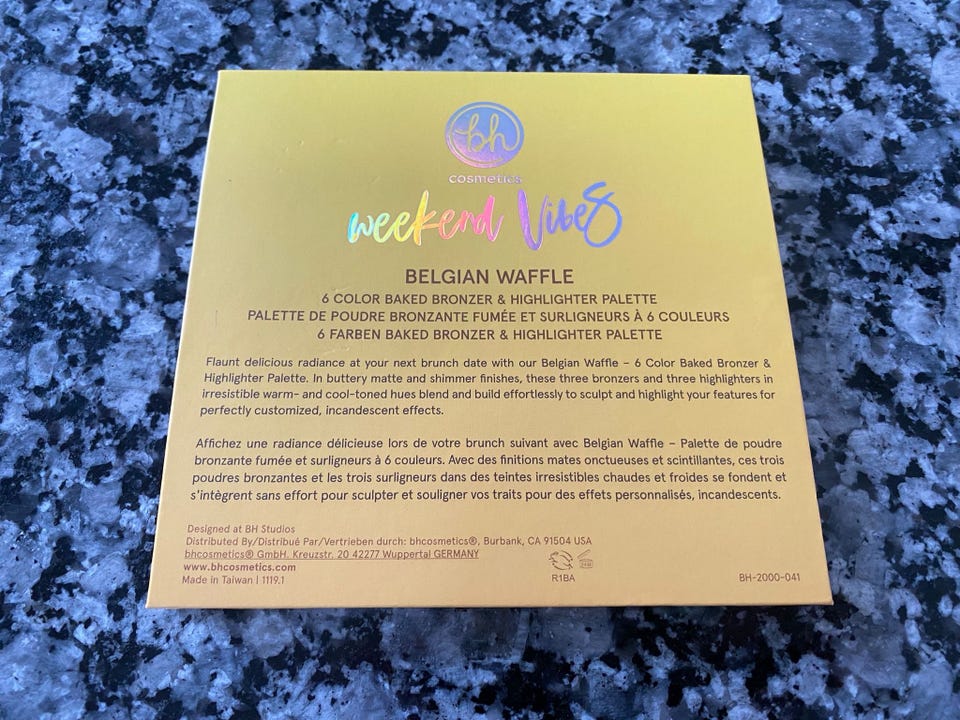 bh
cosmetics
weekend Vibes
BELGIAN WAFFLE
6 COLOR BAKED BRONZER & HIGHLIGHTER PALETTE
PALETTE DE POUDRE BRONZANTE FUMÉE ET SURLIGNEURS À 6 COULEURS
6 FARBEN BAKED BRONZER & HIGHLIGHTER PALETTE
Flaunt delicious radiance at your next brunch date with our Belgian Waffle – 6 Color Baked Bronzer &
Highlighter Palette. In buttery matte and shimmer finishes, these three bronzers and three highlighters in
irresistible warm- and cool-toned hues blend and build effortlessly to sculpt and highlight your features for
perfectly customized, incandescent effects.
Affichez une radiance délicieuse lors de votre brunch suivant avec Belgian Waffle – Palette de poudre
bronzante fumée et surligneurs à 6 couleurs. Avec des finitions mates onctueuses et scintillantes, ces trois
poudres bronzantes et les trois surligneurs dans des teintes irresistibles chaudes et froides se fondent et
s'intègrent sans effort pour sculpter et souligner vos traits pour des effets personnalisés, incandescents.
Designed at BH Studios
Distributed By/Distribué Par/Vertrieben durch: bhcosmetics®, Burbank, CA 91504 USA
bhcosmetics® GmbH. Kreuzstr. 20 42277 Wuppertal GERMANY
www.bhcosmetics.com
Made in Taiwan | 1119.1
R1BA
BH-2000-041